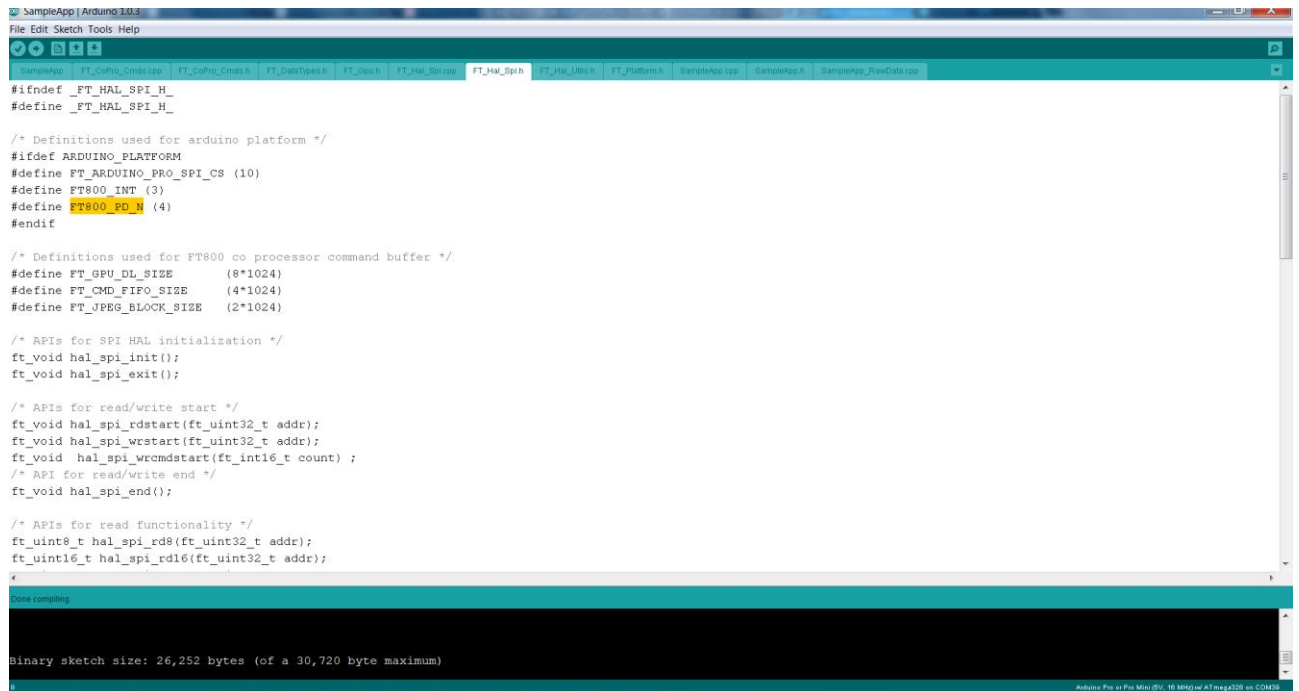 SampleApp | Arduino 1.0.3
File Edit Sketch Tools Help
SampleApp FT_CoPro_Cmds.cpp FT_CoPro_Cmds.h FT_DataTypes.h FT_Gpu.h FT_Hal_Spi.cpp FT_Hal_Spi.h FT_Hal_Utils.h FT_Platform.h SampleApp.cpp SampleApp.h SampleApp_RawData.cpp
#ifndef _FT_HAL_SPI_H_
#define _FT_HAL_SPI_H_
/* Definitions used for arduino platform */
#ifdef ARDUINO_PLATFORM
#define FT_ARDUINO_PRO_SPI_CS (10)
#define FT800_INT (3)
#define FT800_PD_N (4)
#endif
/* Definitions used for FT800 co processor command buffer */
#define FT_GPU_DL_SIZE (8*1024)
#define FT_CMD_FIFO_SIZE (4*1024)
#define FT_JPEG_BLOCK_SIZE (2*1024)
/* APIs for SPI HAL initialization */
ft_void hal_spi_init();
ft_void hal_spi_exit();
/* APIs for read/write start */
ft_void hal_spi_rdstart(ft_uint32_t addr);
ft_void hal_spi_wrstart(ft_uint32_t addr);
ft_void  hal_spi_wrcmdstart(ft_int16_t count) ;
/* API for read/write end */
ft_void hal_spi_end();
/* APIs for read functionality */
ft_uint8_t hal_spi_rd8(ft_uint32_t addr);
ft_uint16_t hal_spi_rd16(ft_uint32_t addr);
Done compiling
Binary sketch size: 26,252 bytes (of a 30,720 byte maximum)
Arduino Pro or Pro Mini (5V, 16 MHz) w/ ATmega328 on COM39